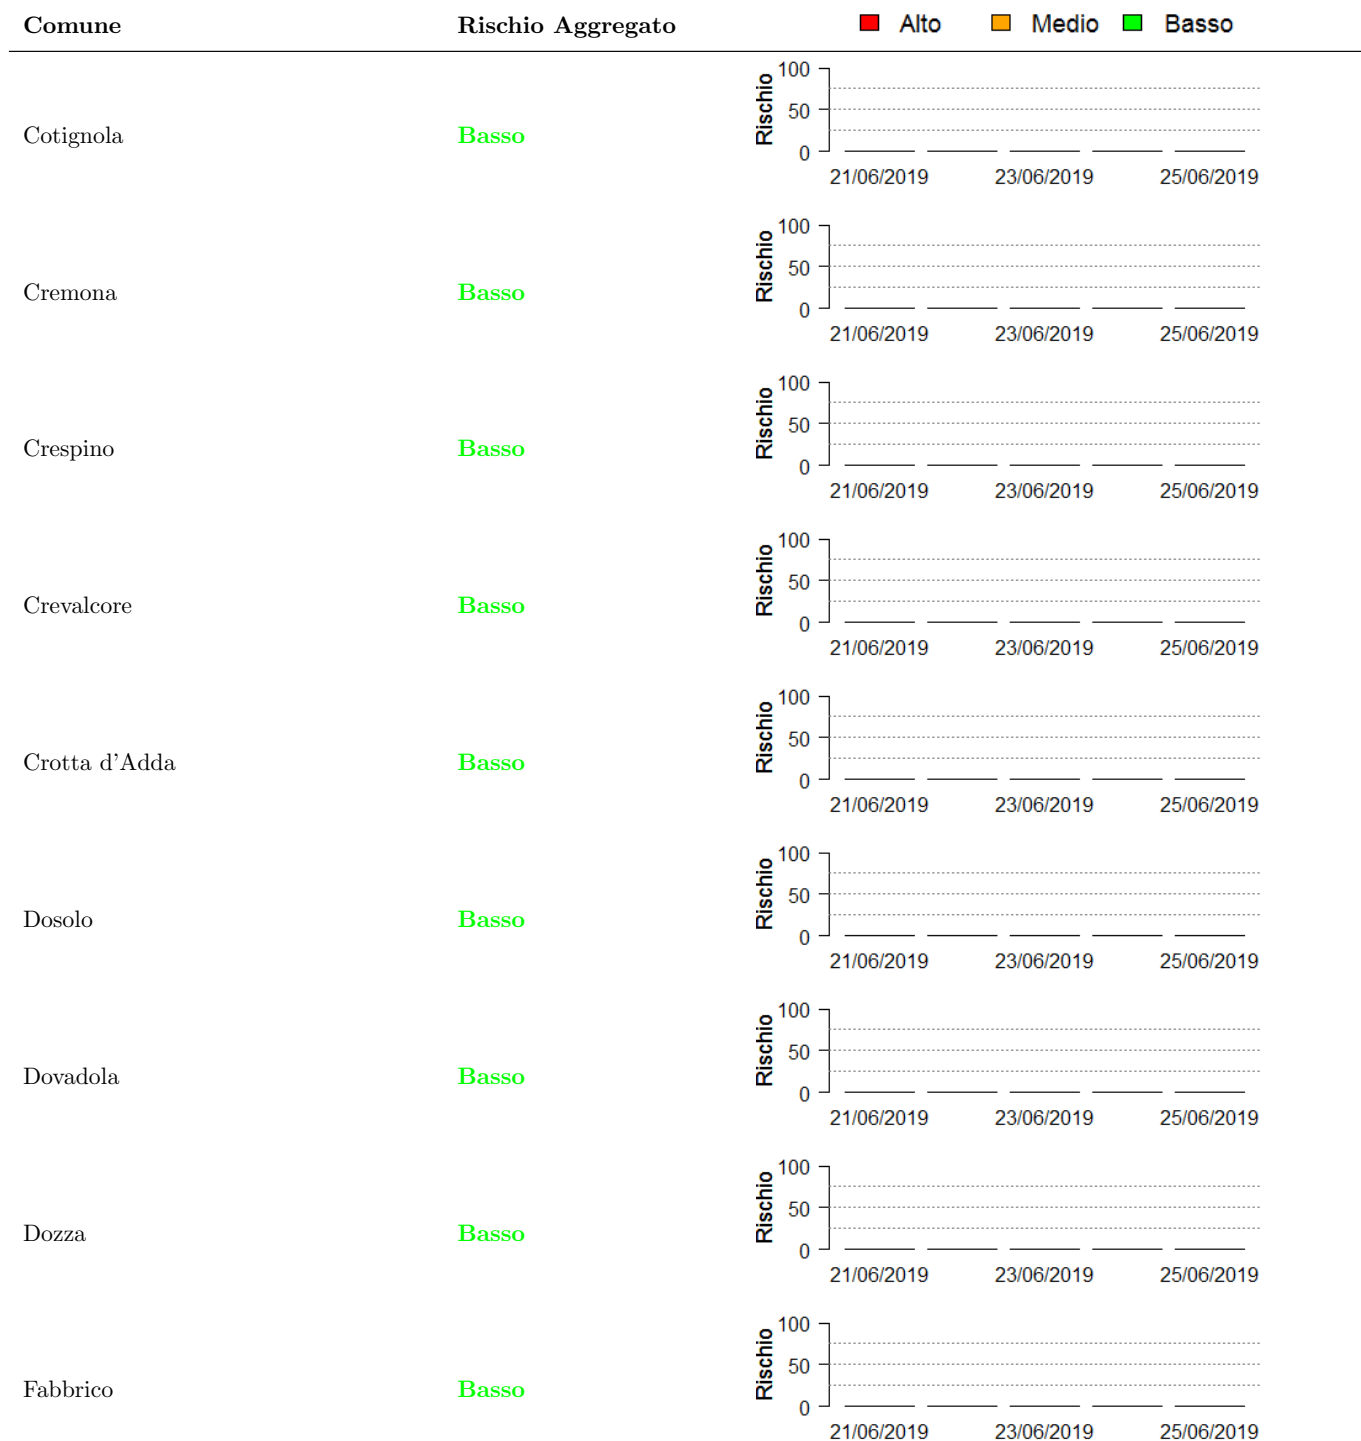 Comune Rischio Aggregato Alto Medio Basso
100
50
0
Rischio
Cotignola Basso
21/06/2019 23/06/2019 25/06/2019
100
50
0
Rischio
Cremona Basso
21/06/2019 23/06/2019 25/06/2019
100
50
0
Rischio
Crespino Basso
21/06/2019 23/06/2019 25/06/2019
100
50
0
Rischio
Crevalcore Basso
21/06/2019 23/06/2019 25/06/2019
100
50
0
Rischio
Crotta d'Adda Basso
21/06/2019 23/06/2019 25/06/2019
100
50
0
Rischio
Dosolo Basso
21/06/2019 23/06/2019 25/06/2019
100
50
0
Rischio
Dovadola Basso
21/06/2019 23/06/2019 25/06/2019
100
50
0
Rischio
Dozza Basso
21/06/2019 23/06/2019 25/06/2019
100
50
0
Rischio
Fabbrico Basso
21/06/2019 23/06/2019 25/06/2019